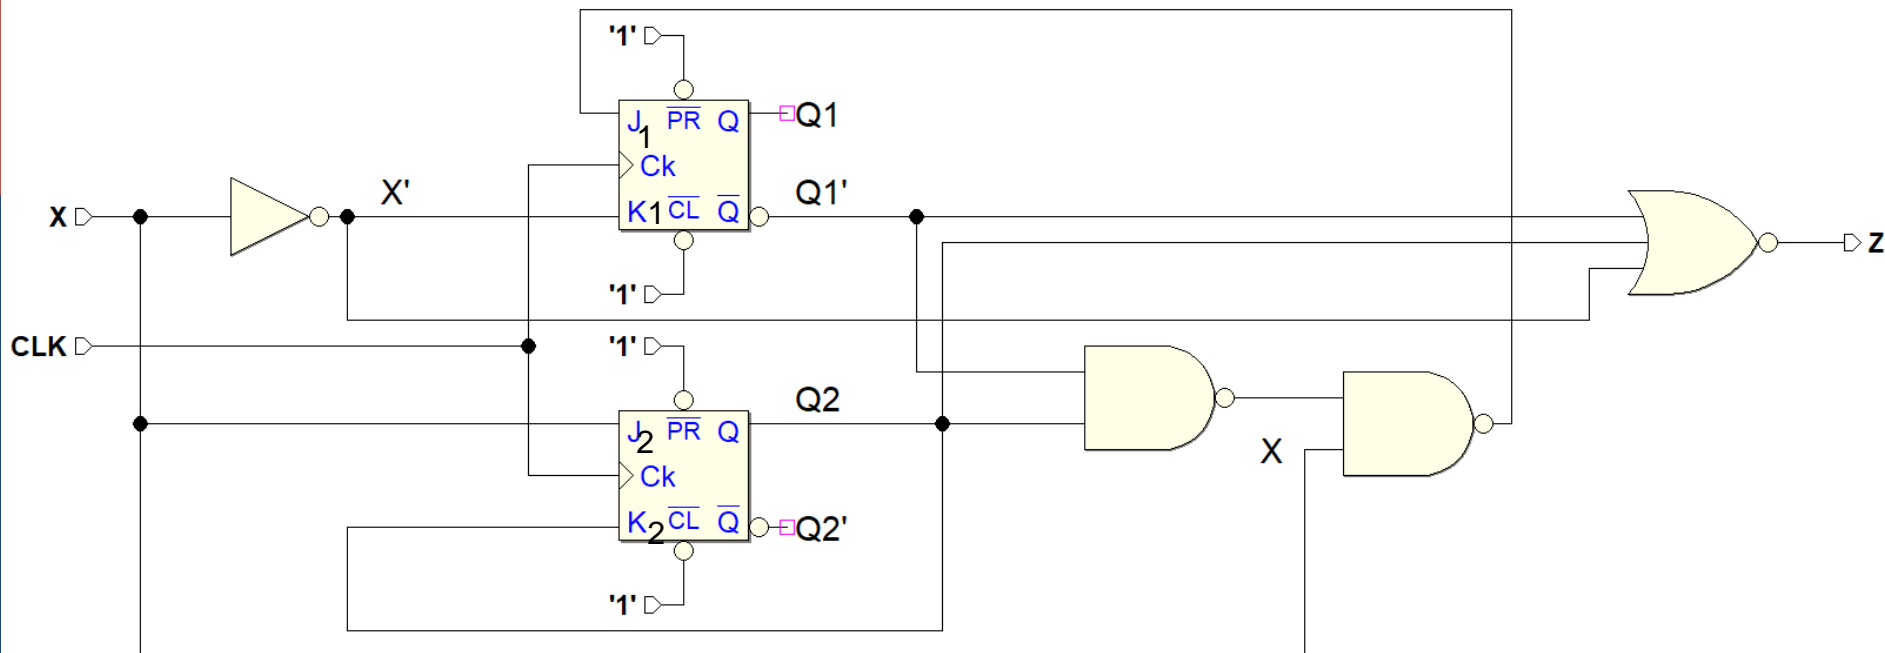 '1'
J1 PR Q Q1
Ck
X X' K1 CL Q Q1'
Z
'1'
CLK '1'
Q2
J2 PR Q
X
Ck
K2 CL Q Q2'
'1'